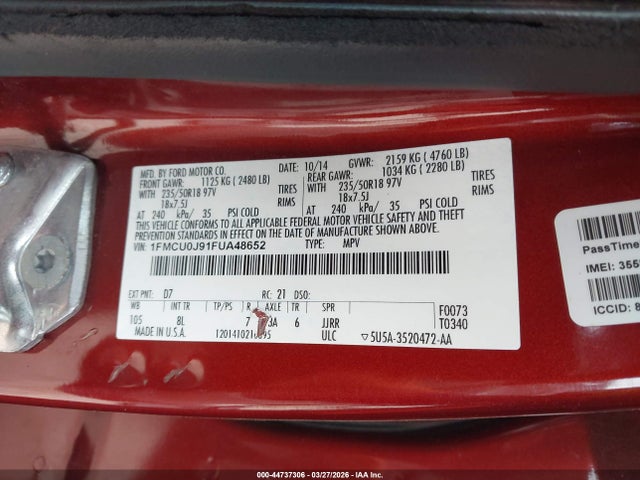 MFD. BY FORD MOTOR CO.
DATE: 10/14 GVWR: 2159 KG ( 4760 LB)
FRONT GAWR: 1125 KG ( 2480 LB) REAR GAWR: 1034 KG ( 2280 LB)
WITH 235/50R18 97V TIRES WITH 235/50R18 97V TIRES
18x7.5J RIMS 18x7.5J RIMS
AT 240 kPa/ 35 PSI COLD AT 240 kPa/ 35 PSI COLD
THIS VEHICLE CONFORMS TO ALL APPLICABLE FEDERAL MOTOR VEHICLE SAFETY AND BUMPER
STANDARDS IN EFFECT ON THE DATE OF MANUFACTURE SHOWN ABOVE.
VIN: 1FMCU0J91FUA48652 TYPE: MPV
EXT PNT: D7 RC: 21 DSO: F0073
WB INT TR TP/PS R AXLE TR SPR T0340
105 8L 7 3A 6 JJRR
MADE IN U.S.A. ULC 5U5A-3520472-AA
PassTime
IMEI: 355
ICCID: 8
000-44737306 - 03/27/2026 - COPART, INC. IAA, Inc.